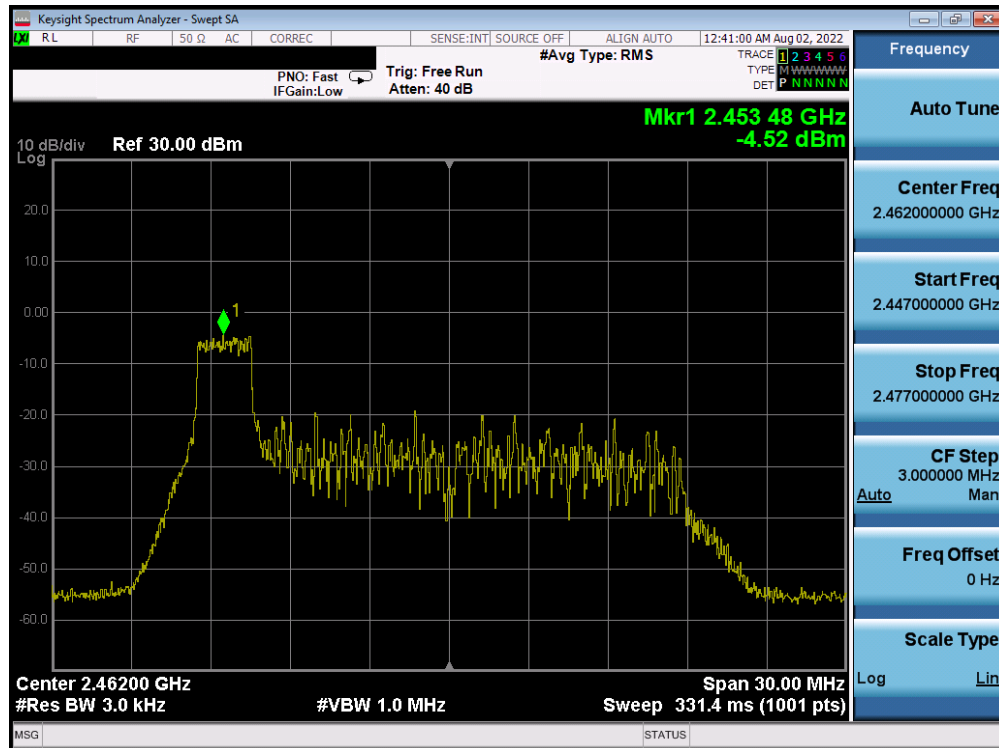 Keysight Spectrum Analyzer - Swept SA
LXI RL RF 50 Ω AC CORREC SENSE:INT SOURCE OFF ALIGN AUTO 12:41:00 AM Aug 02, 2022
#Avg Type: RMS
TRACE 1 2 3 4 5 6
PNO: Fast Trig: Free Run TYPE M WWWWW
IFGain:Low Atten: 40 dB DET P N N N N N
Mkr1 2.453 48 GHz
-4.52 dBm
10 dB/div Ref 30.00 dBm
Log
20.0
10.0
0.00
1
-10.0
-20.0
-30.0
-40.0
-50.0
-60.0
Center 2.46200 GHz Span 30.00 MHz
#Res BW 3.0 kHz #VBW 1.0 MHz Sweep 331.4 ms (1001 pts)
MSG STATUS
Frequency
Auto Tune
Center Freq
2.462000000 GHz
Start Freq
2.447000000 GHz
Stop Freq
2.477000000 GHz
CF Step
3.000000 MHz
Auto Man
Freq Offset
0 Hz
Scale Type
Log Lin